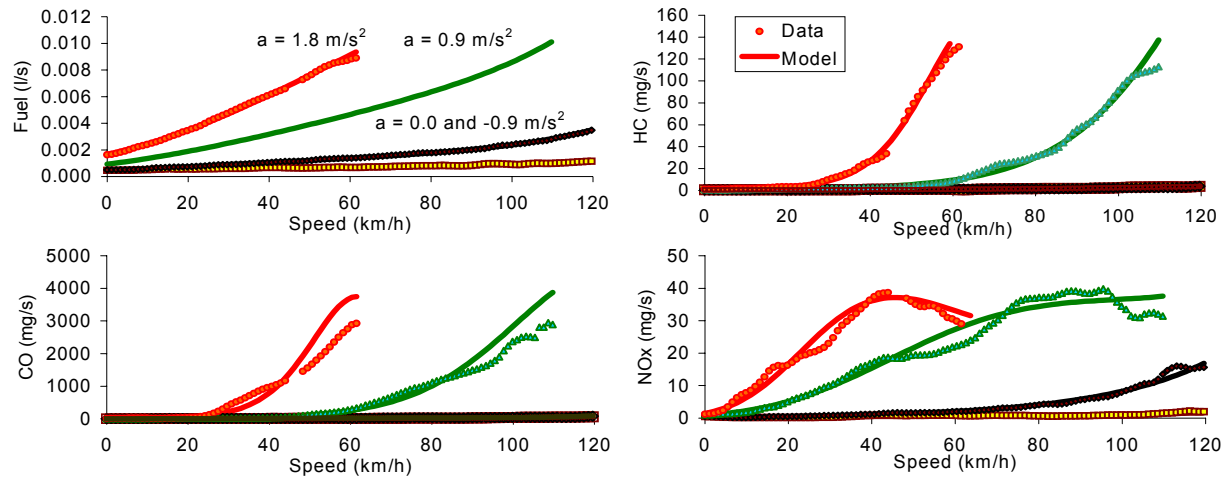 0.012
0.010
0.008
0.006
0.004
0.002
0.000
Fuel (l/s)
a = 1.8 m/s²
a = 0.9 m/s²
a = 0.0 and -0.9 m/s²
0 20 40 60 80 100 120
Speed (km/h)
160
140
120
100
80
60
40
20
0
HC (mg/s)
Data
Model
0 20 40 60 80 100 120
Speed (km/h)
5000
4000
3000
2000
1000
0
CO (mg/s)
0 20 40 60 80 100 120
Speed (km/h)
50
40
30
20
10
0
NOx (mg/s)
0 20 40 60 80 100 120
Speed (km/h)